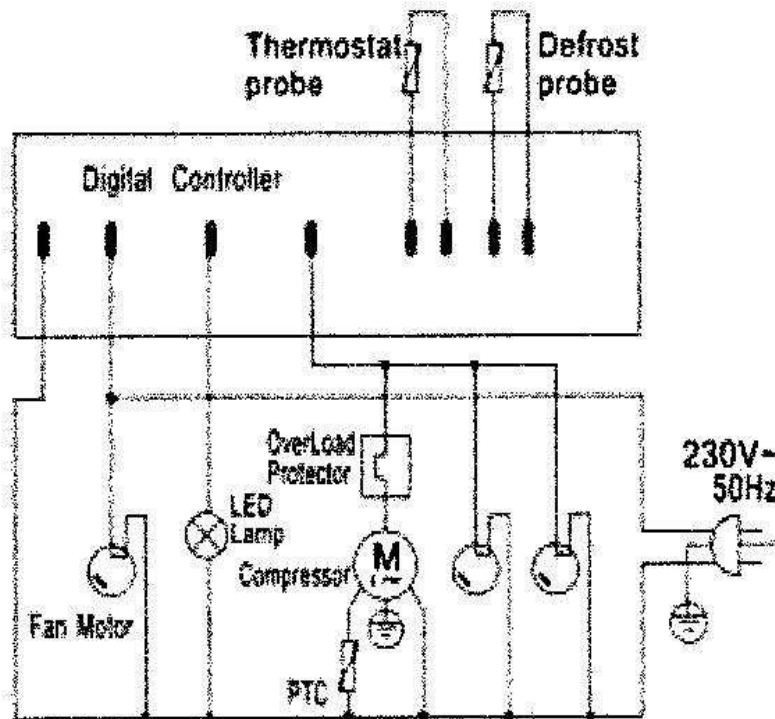 Thermostat
probe
Defrost
probe
Digital Controller
OverLoad
Protector
230V~
50Hz
LED
Lamp
M
Compressor
Fan Motor
PTC